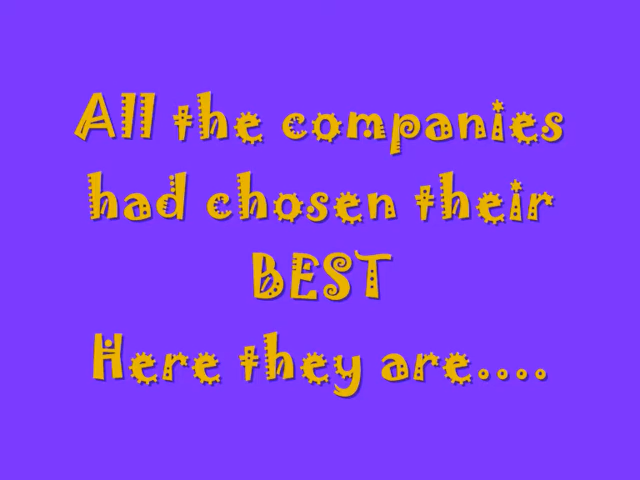 All the companies
had chosen their
BEST
Here they are....